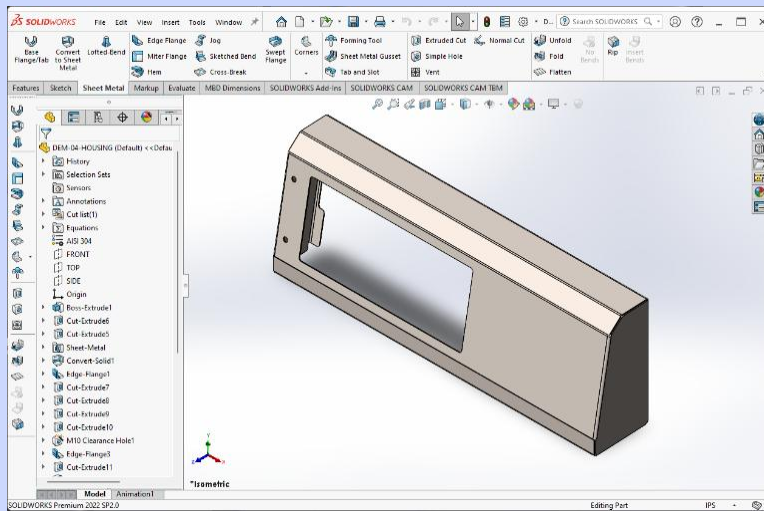 SOLIDWORKS File Edit View Insert Tools Window D... Search SOLIDWORKS
Base Flange/Tab
Convert to Sheet Metal
Lofted-Bend
Edge Flange
Miter Flange
Hem
Jog
Sketched Bend
Cross-Break
Swept Flange
Corners
Forming Tool
Sheet Metal Gusset
Tab and Slot
Extruded Cut
Simple Hole
Vent
Normal Cut
Unfold
Fold
Flatten
No Bends
Rip
Insert Bends
Features Sketch Sheet Metal Markup Evaluate MBD Dimensions SOLIDWORKS Add-Ins SOLIDWORKS CAM SOLIDWORKS CAM TBM
DEM-04-HOUSING (Default) <<Defau
History
Selection Sets
Sensors
Annotations
Cut list(1)
Equations
AISI 304
FRONT
TOP
SIDE
Origin
Boss-Extrude1
Cut-Extrude6
Cut-Extrude5
Sheet-Metal
Convert-Solid1
Edge-Flange1
Cut-Extrude7
Cut-Extrude8
Cut-Extrude9
Cut-Extrude10
M10 Clearance Hole1
Edge-Flange3
Cut-Extrude11
*Isometric
Model Animation1
SOLIDWORKS Premium 2022 SP2.0 Editing Part IPS